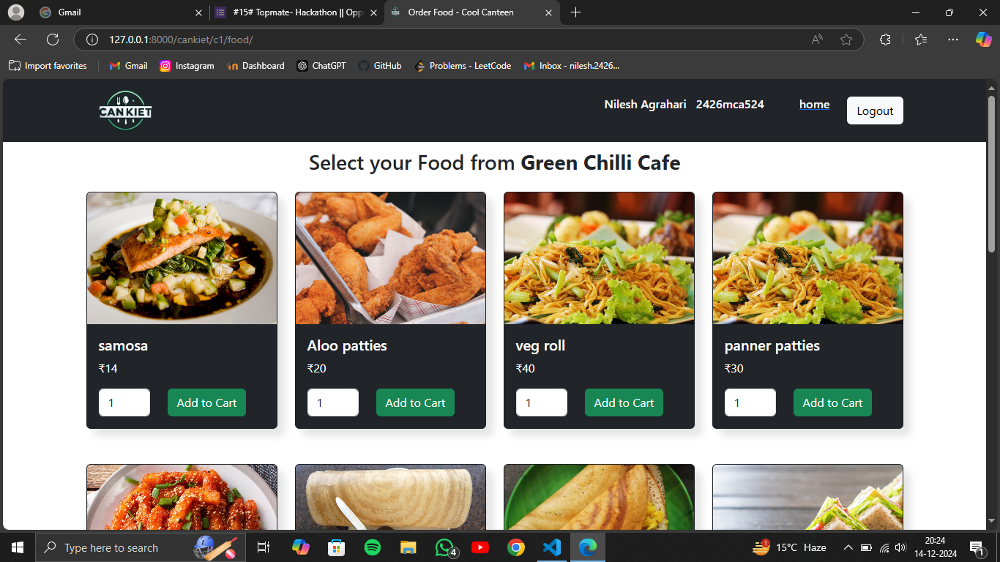 Gmail
#15# Topmate- Hackathon || Opp
Order Food - Cool Canteen
127.0.0.1:8000/cankiet/c1/food/
Import favorites
Gmail
Instagram
Dashboard
ChatGPT
GitHub
Problems - LeetCode
Inbox - nilesh.2426...
CANKIET
Nilesh Agrahari 2426mca524
home
Logout
Select your Food from Green Chilli Cafe
samosa
₹14
1 Add to Cart
Aloo patties
₹20
1 Add to Cart
veg roll
₹40
1 Add to Cart
panner patties
₹30
1 Add to Cart
Type here to search
4
1
15°C Haze
20:24
14-12-2024
1